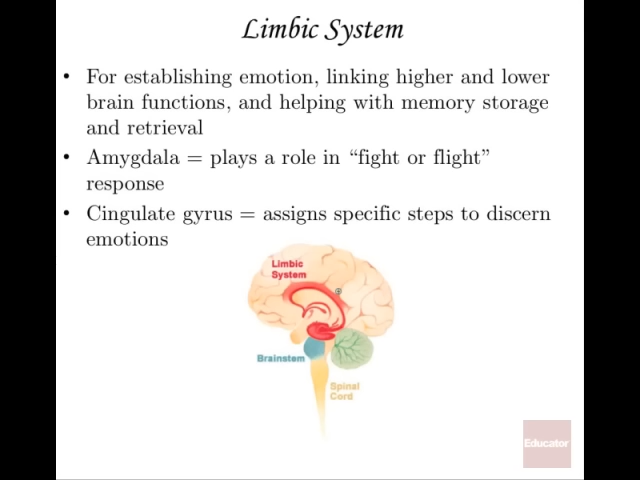 Limbic System
• For establishing emotion, linking higher and lower
brain functions, and helping with memory storage
and retrieval
• Amygdala = plays a role in “fight or flight”
response
• Cingulate gyrus = assigns specific steps to discern
emotions
Limbic
System
Brainstem
Spinal
Cord
Educator